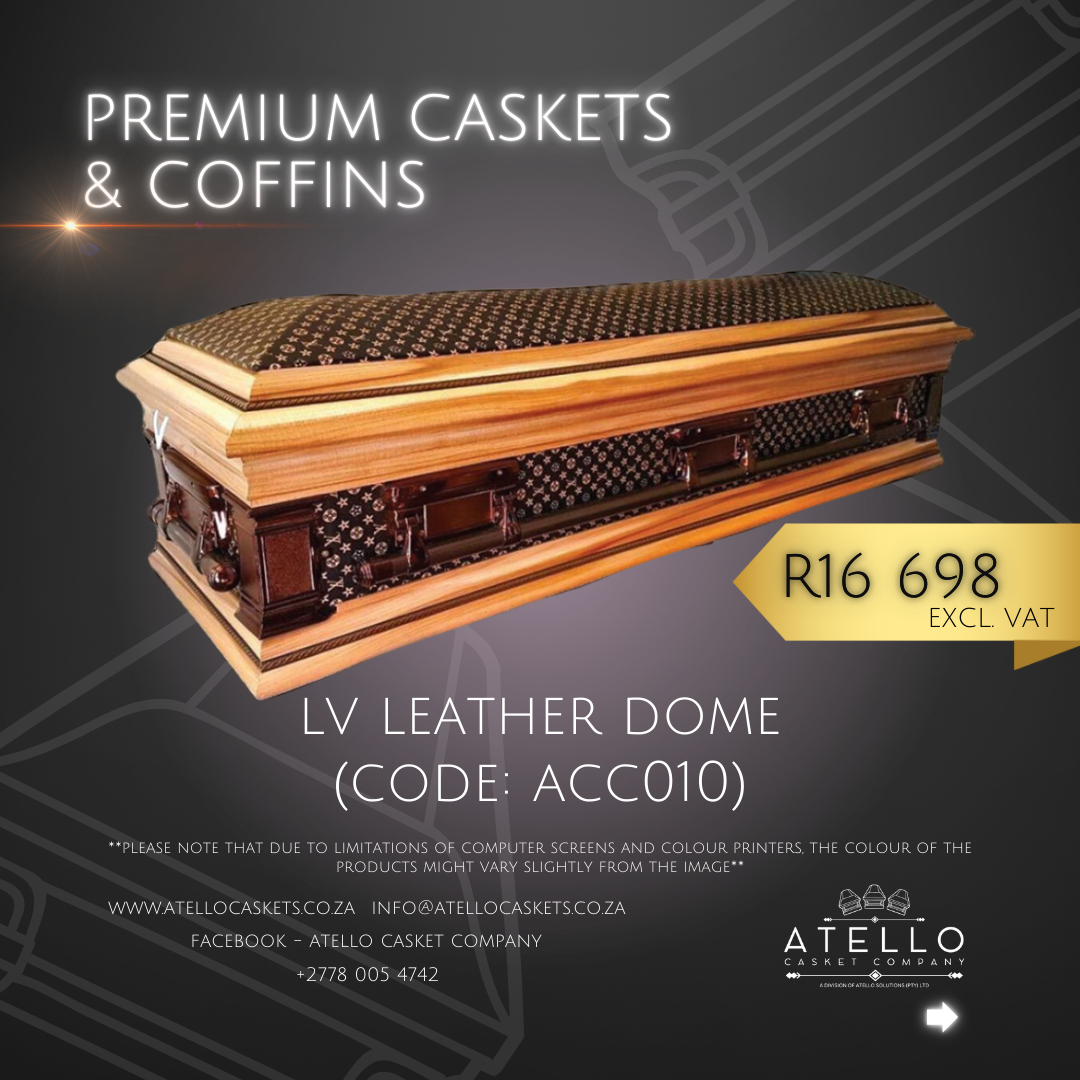 PREMIUM CASKETS
& COFFINS
R16 698
EXCL. VAT
LV LEATHER DOME
(CODE: ACC010)
**PLEASE NOTE THAT DUE TO LIMITATIONS OF COMPUTER SCREENS AND COLOUR PRINTERS, THE COLOUR OF THE
PRODUCTS MIGHT VARY SLIGHTLY FROM THE IMAGE**
WWW.ATELLOCASKETS.CO.ZA INFO@ATELLOCASKETS.CO.ZA
FACEBOOK - ATELLO CASKET COMPANY
+2778 005 4742
ATELLO
CASKET COMPANY
A DIVISION OF ATELLO SOLUTIONS (PTY) LTD